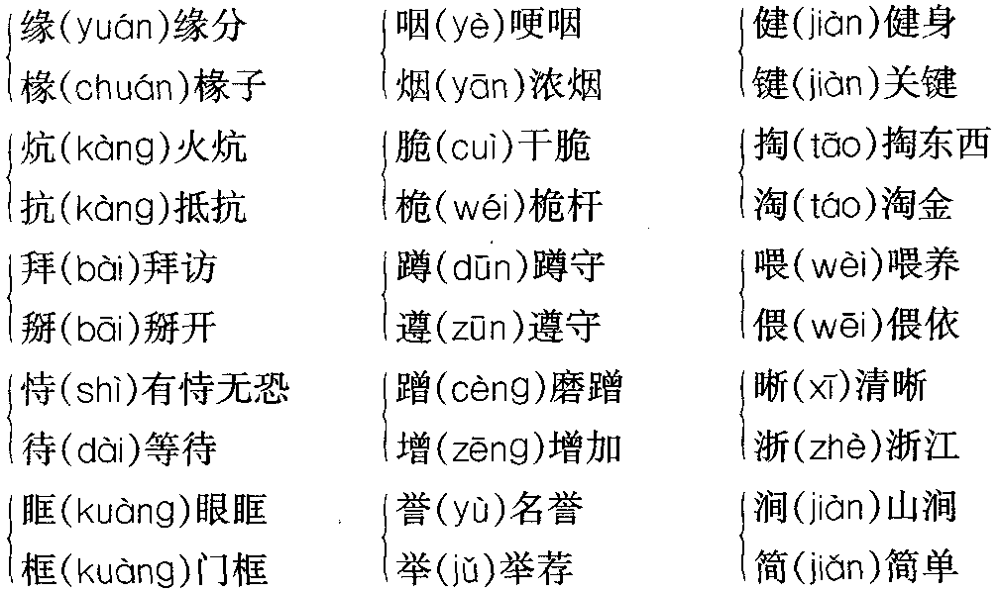 缘(yuán)缘分 咽(yè)哽咽 健(jiàn)健身
椽(chuán)椽子 烟(yān)浓烟 键(jiàn)关键
炕(kàng)火炕 脆(cuì)干脆 掏(tāo)掏东西
抗(kàng)抵抗 桅(wéi)桅杆 淘(táo)淘金
拜(bài)拜访 蹲(dūn)蹲守 喂(wèi)喂养
掰(bāi)掰开 遵(zūn)遵守 偎(wēi)偎依
恃(shì)有恃无恐 蹭(cèng)磨蹭 晰(xī)清晰
待(dài)等待 增(zēng)增加 浙(zhè)浙江
眶(kuàng)眼眶 誉(yù)名誉 涧(jiàn)山涧
框(kuàng)门框 举(jǔ)举荐 简(jiǎn)简单